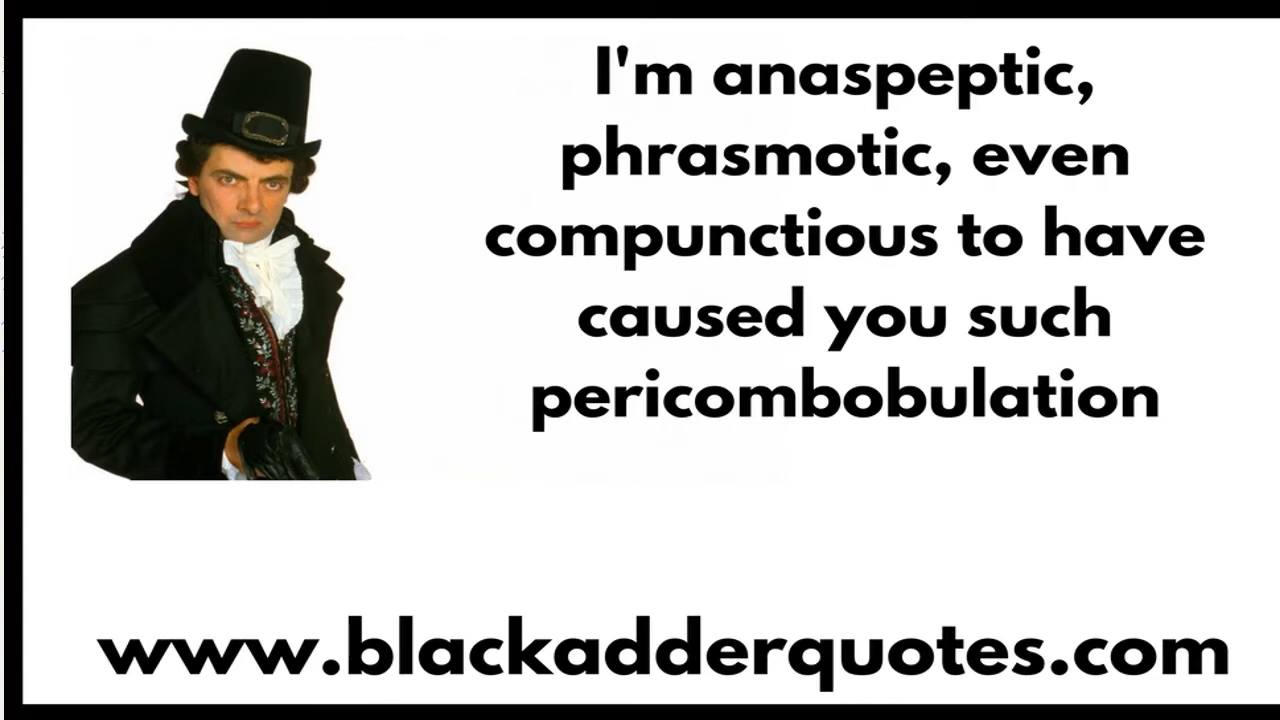 I'm anaspeptic,
phrasmotic, even
compunctious to have
caused you such
pericombobulation
www.blackadderquotes.com